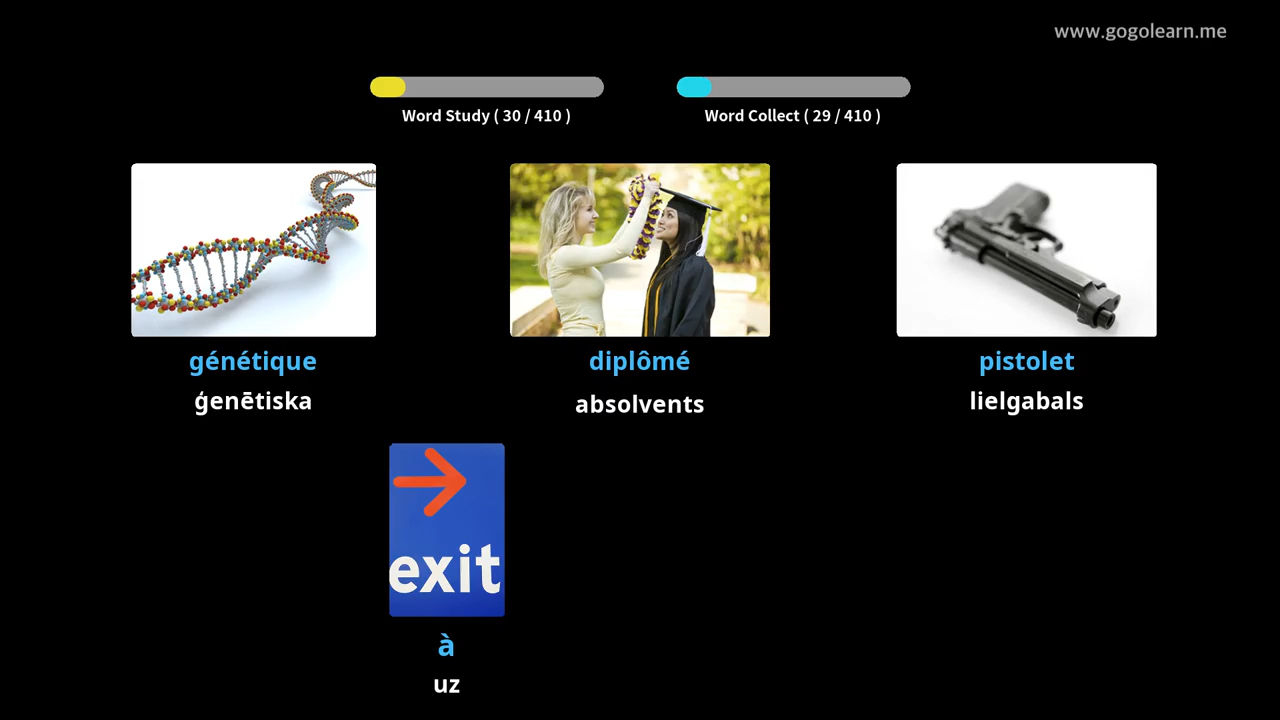 www.gogolearn.me
Word Study ( 30 / 410 )
Word Collect ( 29 / 410 )
génétique
diplômé
pistolet
ģenētiska
absolvents
lielgabals
exit
à
uz